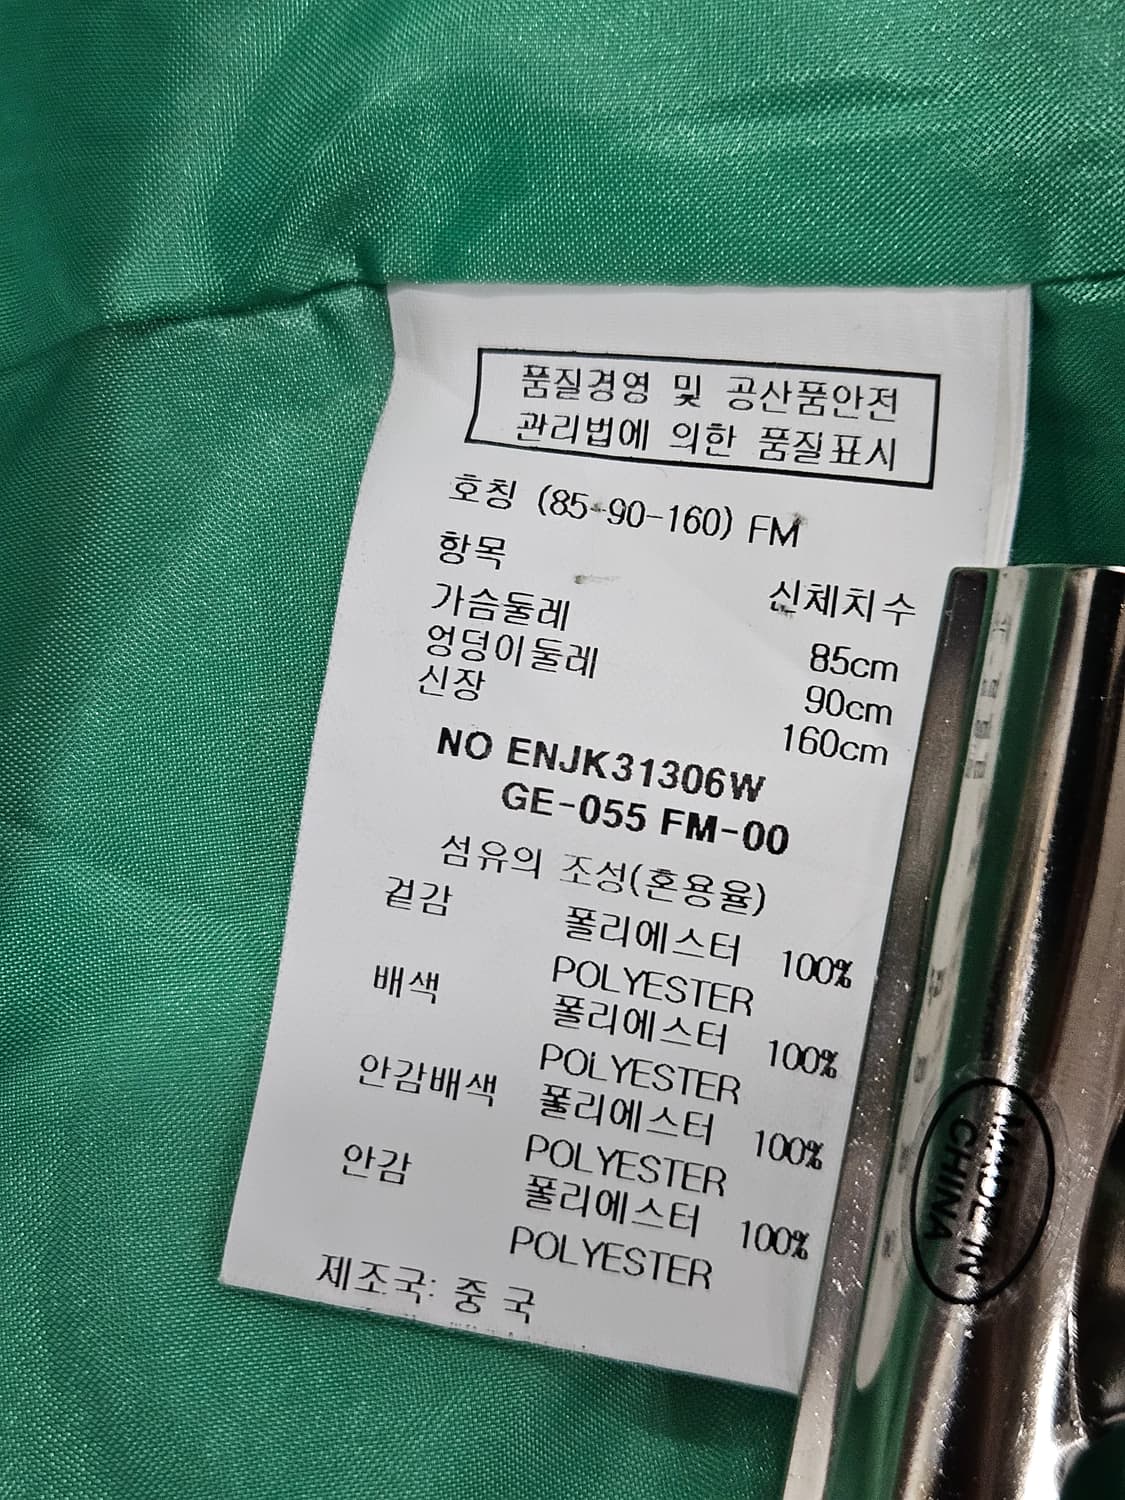 품질경영 및 공산품안전
관리법에 의한 품질표시
호칭 (85-90-160) FM
항목 신체치수
가슴둘레 85cm
엉덩이둘레 90cm
신장 160cm
NO ENJK31306W
GE-055 FM-00
섬유의 조성(혼용율)
겉감 폴리에스터 100%
POLYESTER
배색 폴리에스터 100%
POLYESTER
안감배색 폴리에스터 100%
POLYESTER
안감 폴리에스터 100%
POLYESTER
제조국: 중 국
MADE IN
CHINA